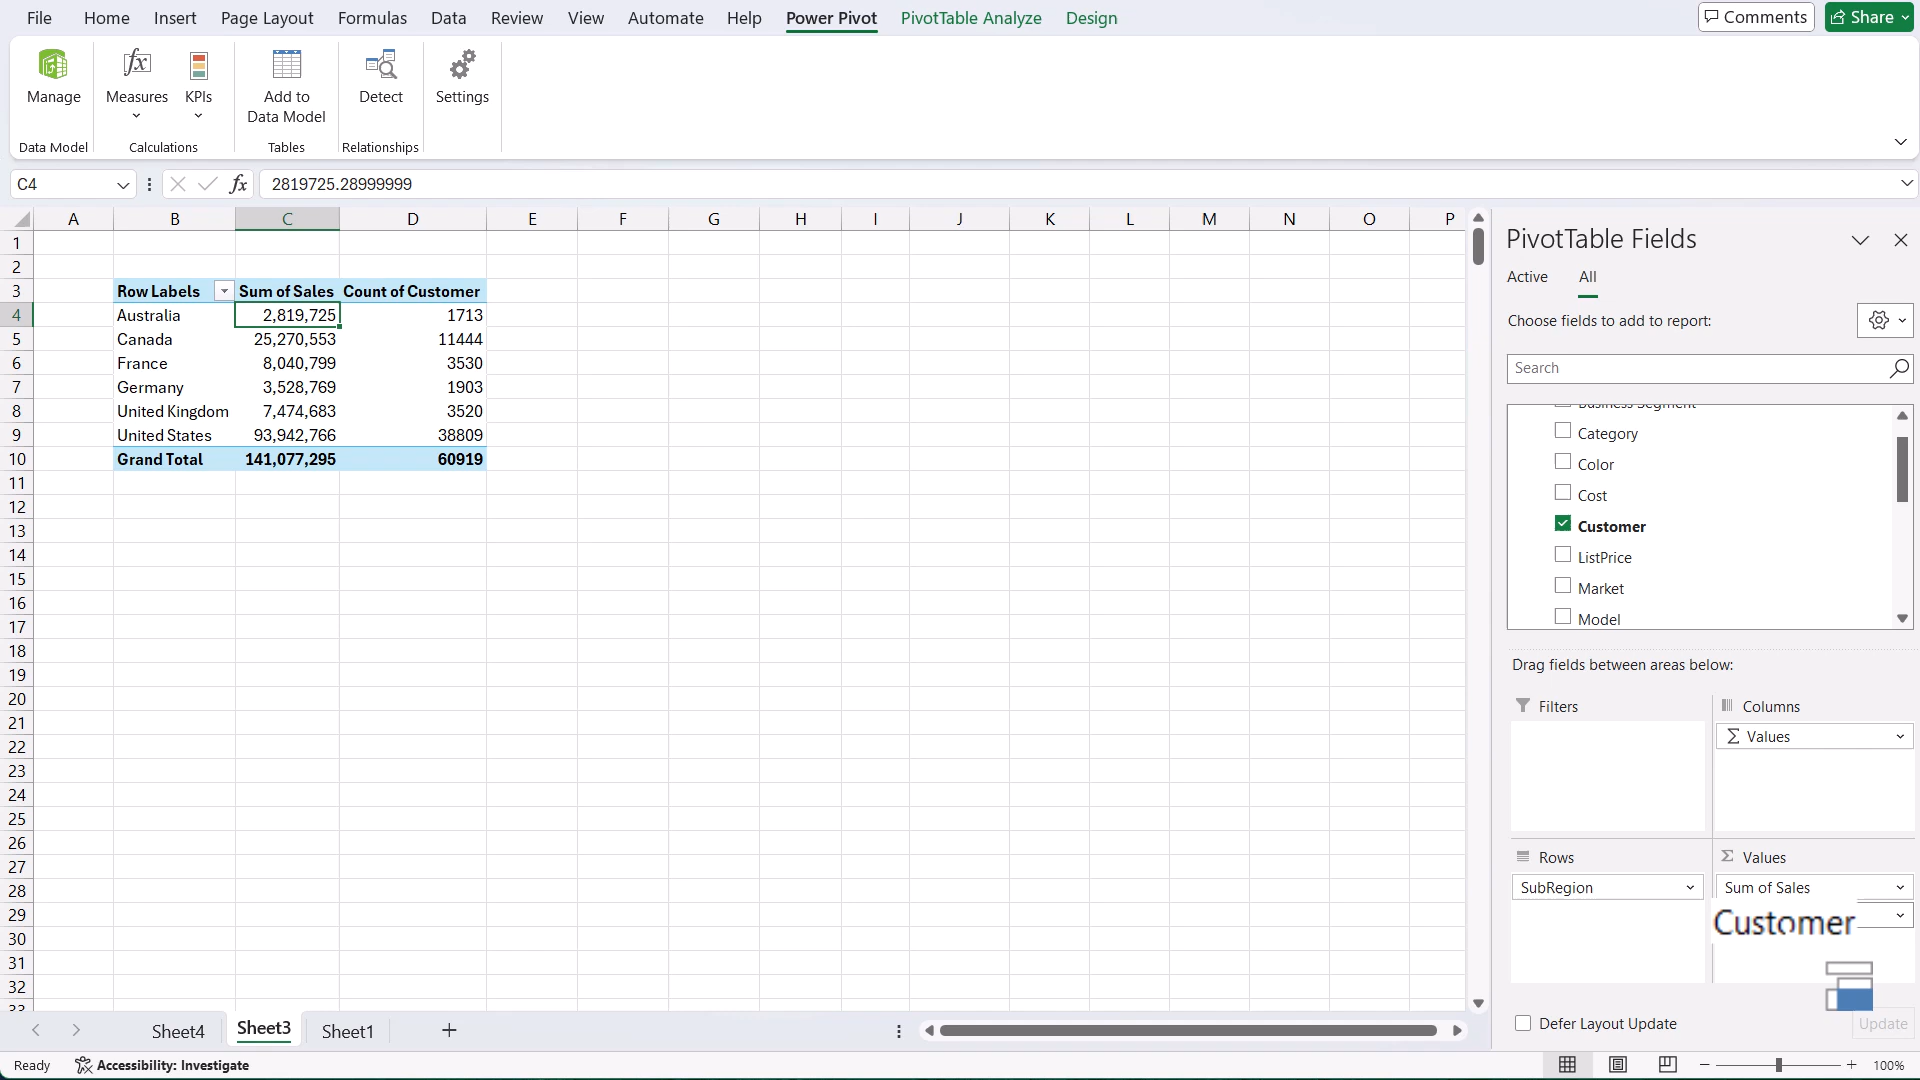 File Home Insert Page Layout Formulas Data Review View Automate Help Power Pivot PivotTable Analyze Design Comments Share
Manage Measures KPIs Add to Data Model Detect Settings
Data Model Calculations Tables Relationships
C4 fx 2819725.28999999
A B C D E F G H I J K L M N O P
1
2
3 Row Labels Sum of Sales Count of Customer
4 Australia 2,819,725 1713
5 Canada 25,270,553 11444
6 France 8,040,799 3530
7 Germany 3,528,769 1903
8 United Kingdom 7,474,683 3520
9 United States 93,942,766 38809
10 Grand Total 141,077,295 60919
11
12
13
14
15
16
17
18
19
20
21
22
23
24
25
26
27
28
29
30
31
32
33
PivotTable Fields
Active All
Choose fields to add to report:
Search
Business Segment
Category
Color
Cost
Customer
ListPrice
Market
Model
Drag fields between areas below:
Filters Columns
Σ Values
Rows Σ Values
SubRegion Sum of Sales
Customer
Defer Layout Update Update
Sheet4 Sheet3 Sheet1 +
Ready Accessibility: Investigate 100%